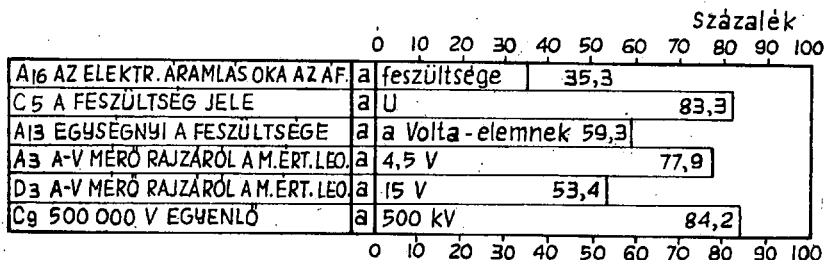 Százalék
0 10 20 30 40 50 60 70 80 90 100
A16 AZ ELEKTR. ÁRAMLÁS OKA AZ ÁF. a feszültsége 35,3
C5 A FESZÜLTSÉG JELE a U 83,3
A13 EGYSÉGNYI A FESZÜLTSÉGE a a Volta-elemnek 59,3
A3 A-V MÉRŐ RAJZÁRÓL A M.ÉRT.LEO. a 4,5 V 77,9
D3 A-V MÉRŐ RAJZÁRÓL A M.ÉRT.LEO. a 15 V 53,4
C9 500 000 V EGYENLŐ a 500 kV 84,2
0 10 20 30 40 50 60 70 80 90 100